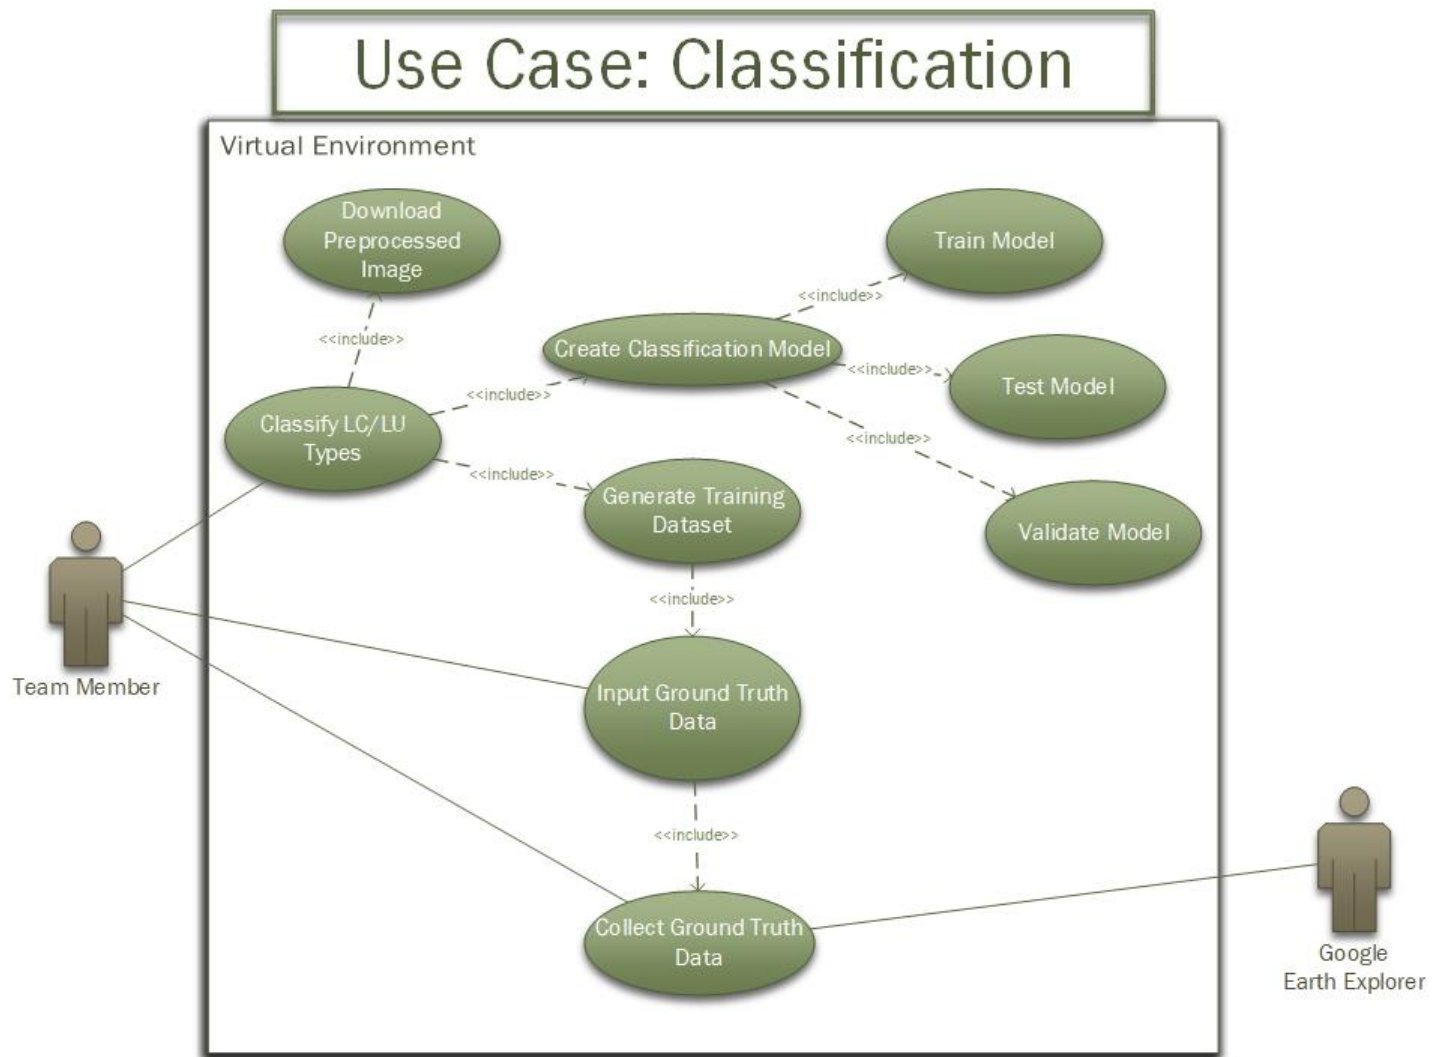 Use Case: Classification
Virtual Environment
Download
Preprocessed
Image
Train Model
<<include>>
<<include>>
Create Classification Model
<<include>>
Test Model
<<include>>
Classify LC/LU
Types
<<include>>
<<include>>
Generate Training
Dataset
Validate Model
<<include>>
Team Member
Input Ground Truth
Data
<<include>>
Collect Ground Truth
Data
Google
Earth Explorer